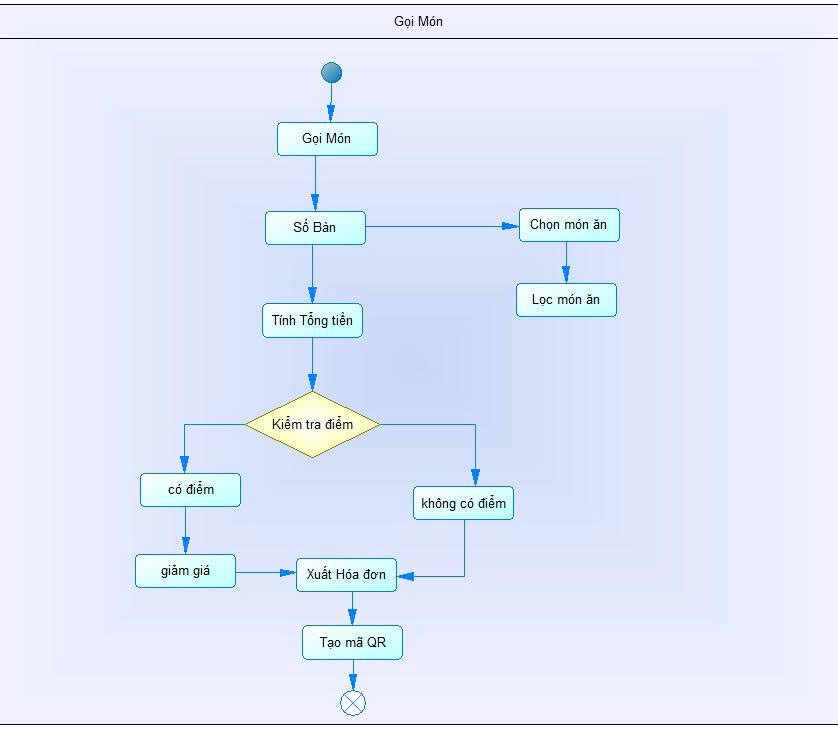 Gọi Món
Gọi Món
Số Bàn
Chọn món ăn
Lọc món ăn
Tính Tổng tiền
Kiểm tra điểm
có điểm
không có điểm
giảm giá
Xuất Hóa đơn
Tạo mã QR